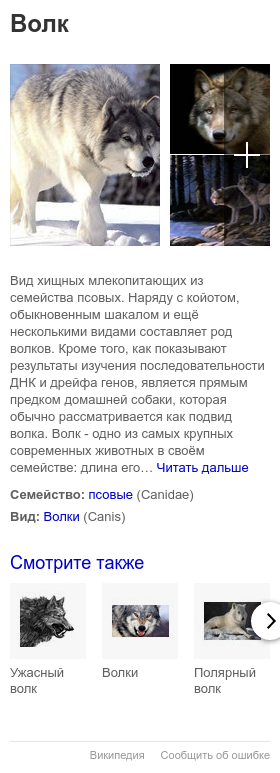 Волк
Вид хищных млекопитающих из
семейства псовых. Наряду с койотом,
обыкновенным шакалом и ещё
несколькими видами составляет род
волков. Кроме того, как показывают
результаты изучения последовательности
ДНК и дрейфа генов, является прямым
предком домашней собаки, которая
обычно рассматривается как подвид
волка. Волк - одно из самых крупных
современных животных в своём
семействе: длина его… Читать дальше
Семейство: псовые (Canidae)
Вид: Волки (Canis)
Смотрите также
Ужасный
волк
Волки
Полярный
волк
Википедия Сообщить об ошибке